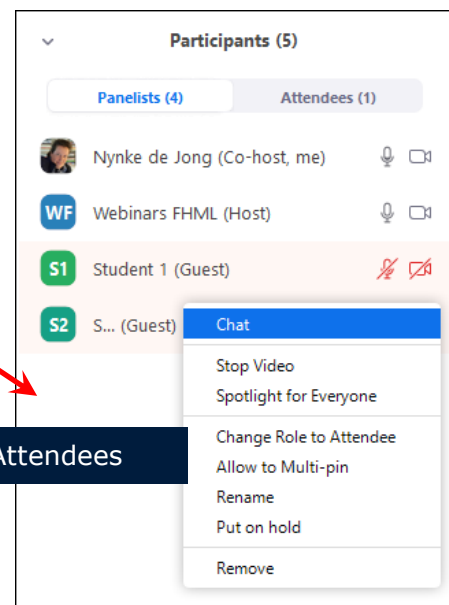 Participants (5)
Panelists (4) Attendees (1)
Nynke de Jong (Co-host, me)
WF Webinars FHML (Host)
S1 Student 1 (Guest)
S2 S... (Guest)
Chat
Stop Video
Spotlight for Everyone
Change Role to Attendee
Attendees
Allow to Multi-pin
Rename
Put on hold
Remove